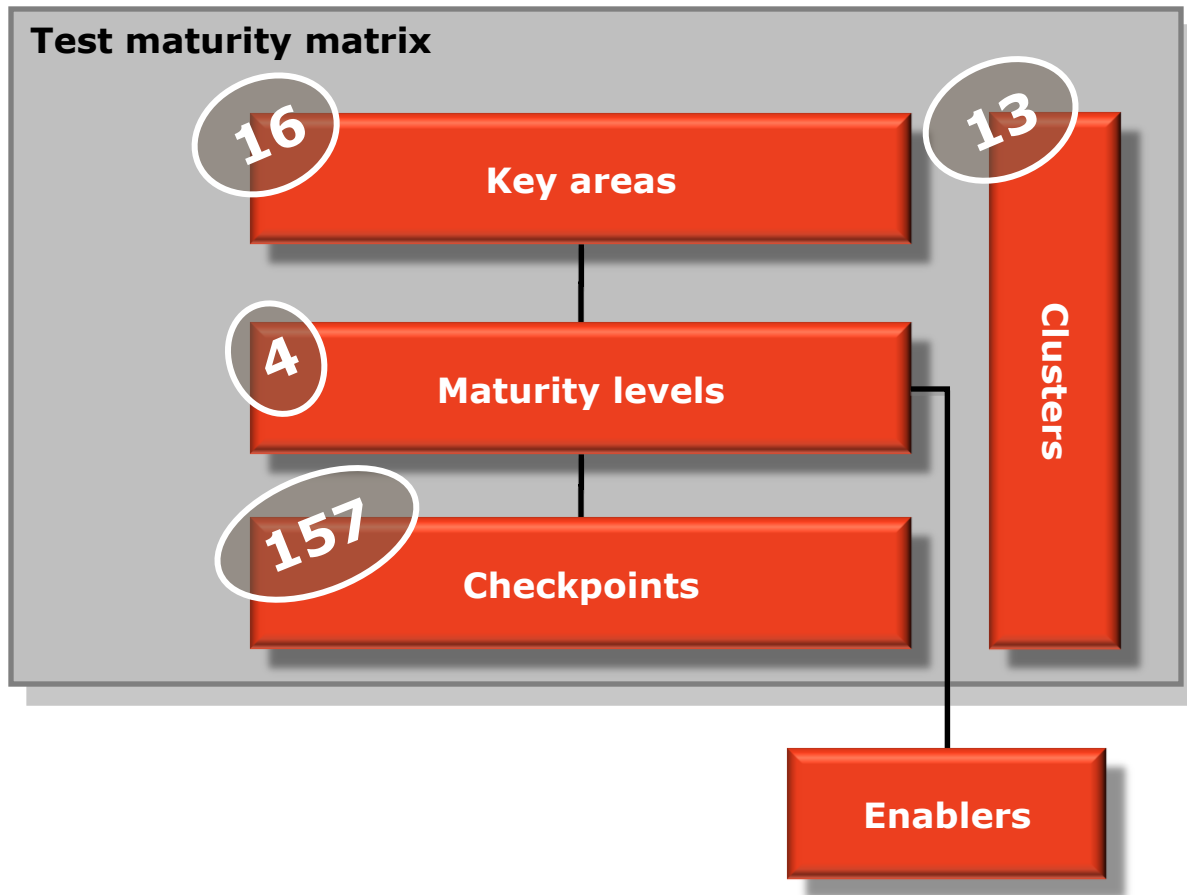 Test maturity matrix
16
Key areas
13
Clusters
4
Maturity levels
157
Checkpoints
Enablers